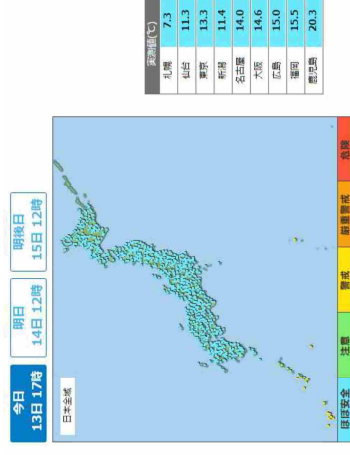 今日
13日 17時
明日
14日 12時
明後日
15日 12時
日本全域
ほぼ安全
注意
警戒
厳重警戒
危険
実測値(℃)
札幌 7.3
仙台 11.3
東京 13.3
新潟 11.4
名古屋 14.0
大阪 14.6
広島 15.0
福岡 15.5
鹿児島 20.3